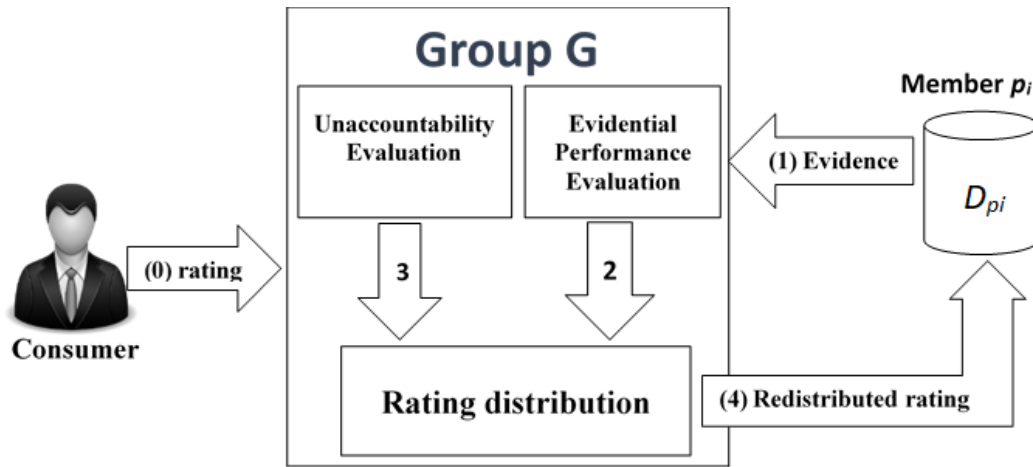 Group G
Member pi
Unaccountability
Evaluation
Evidential
Performance
Evaluation
(1) Evidence
Dpi
(0) rating
3
2
Consumer
Rating distribution
(4) Redistributed rating